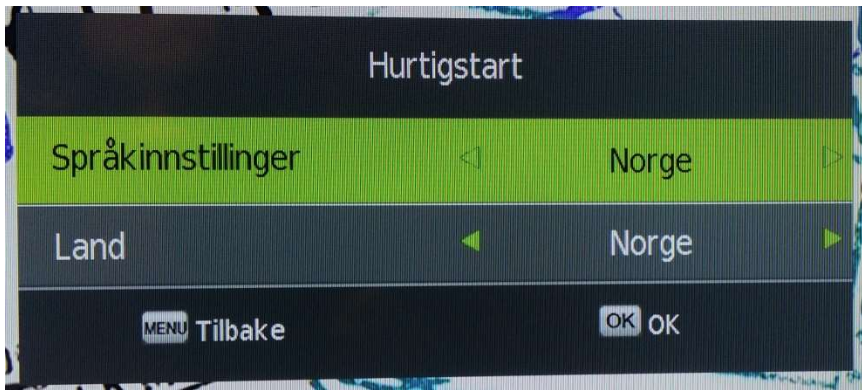 Hurtigstart
Språkinnstillinger Norge
Land Norge
MENU Tilbake OK OK